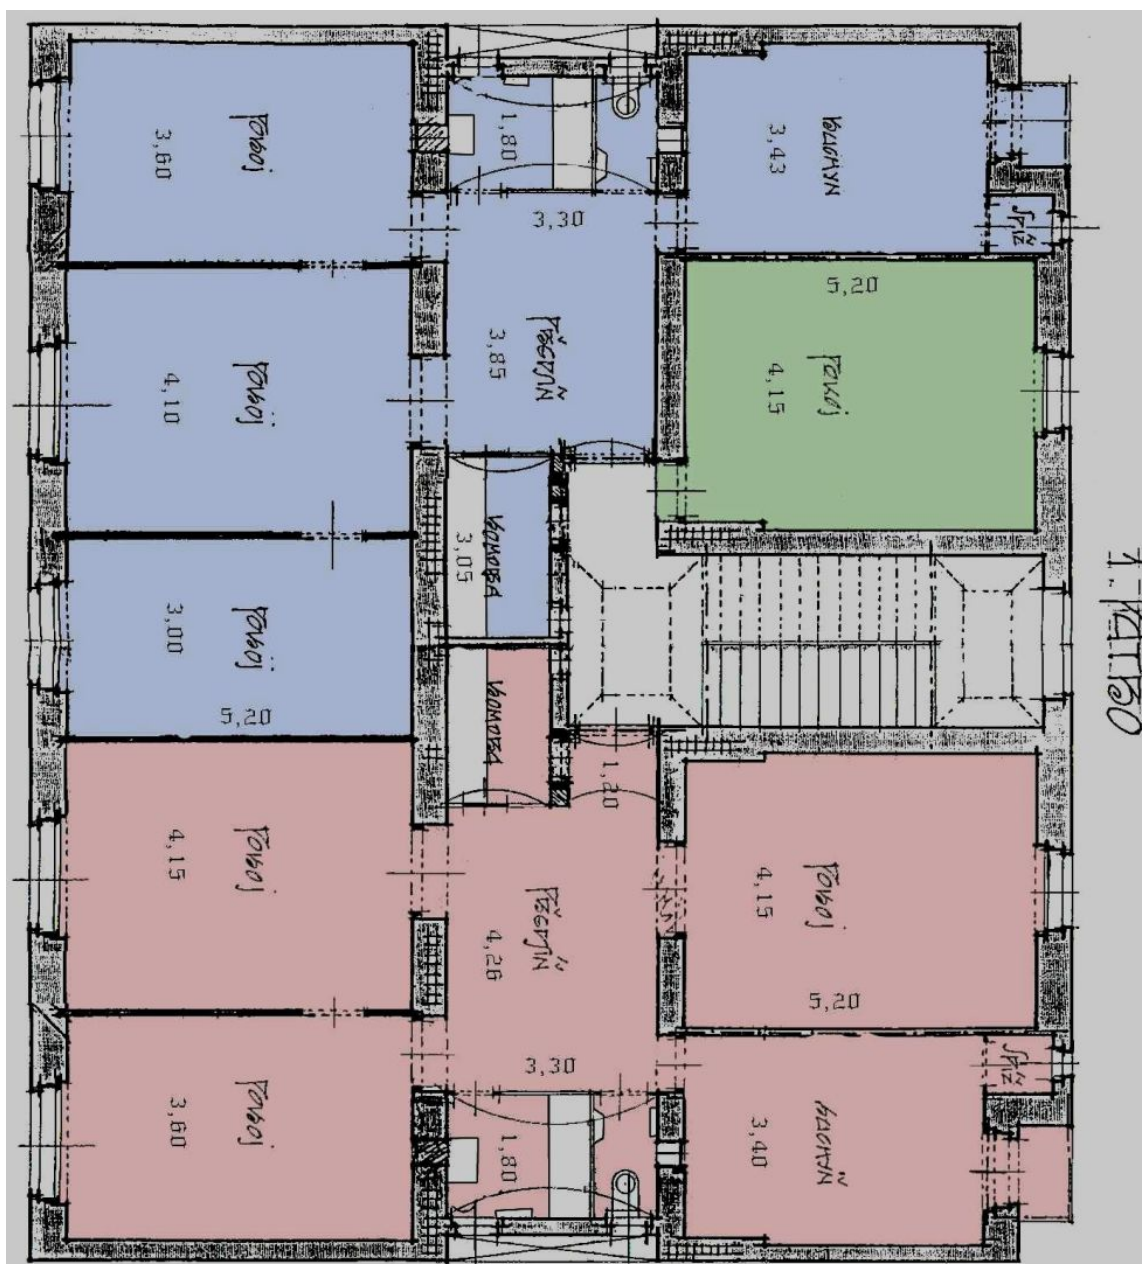 POKOJ
3,60
1,80
3,43
KUCHYŇ
SPÍŽ
3,30
5,20
POKOJ
4,10
3,85
PŘEDSÍŇ
4,15
POKOJ
POKOJ
3,00
5,20
3,05
KOMORA
1. PATRO
KOMORA
1,20
POKOJ
4,15
4,15
POKOJ
PŘEDSÍŇ
4,26
5,20
3,30
SPÍŽ
POKOJ
3,60
1,80
3,40
KUCHYŇ